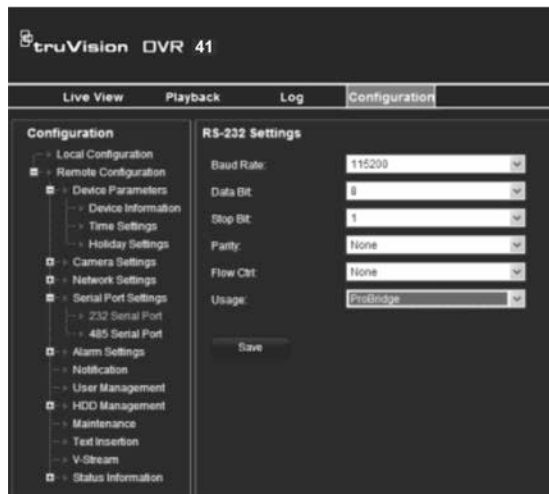 truVision DVR 41
Live View Playback Log Configuration
Configuration
Local Configuration
Remote Configuration
Device Parameters
Device Information
Time Settings
Holiday Settings
Camera Settings
Network Settings
Serial Port Settings
232 Serial Port
485 Serial Port
Alarm Settings
Notification
User Management
HDD Management
Maintenance
Text Insertion
V-Stream
Status Information
RS-232 Settings
Baud Rate: 115200
Data Bit: 8
Stop Bit: 1
Parity: None
Flow Ctrl: None
Usage: ProBridge
Save